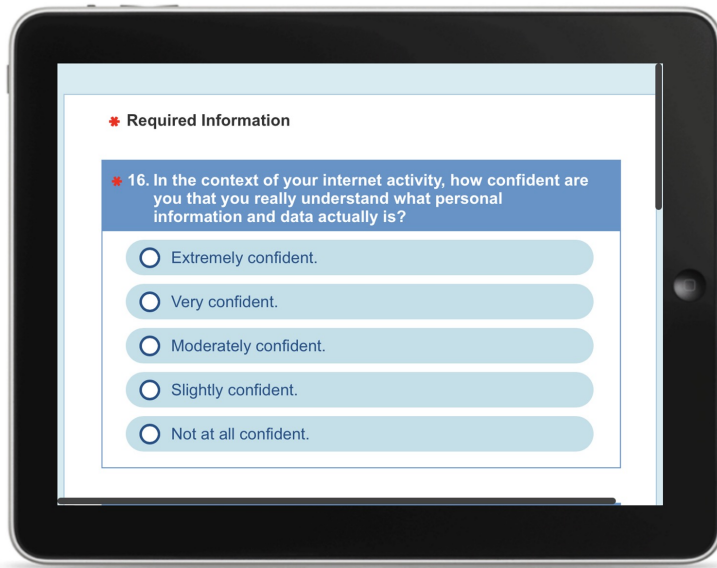 * Required Information
* 16. In the context of your internet activity, how confident are
you that you really understand what personal
information and data actually is?
Extremely confident.
Very confident.
Moderately confident.
Slightly confident.
Not at all confident.